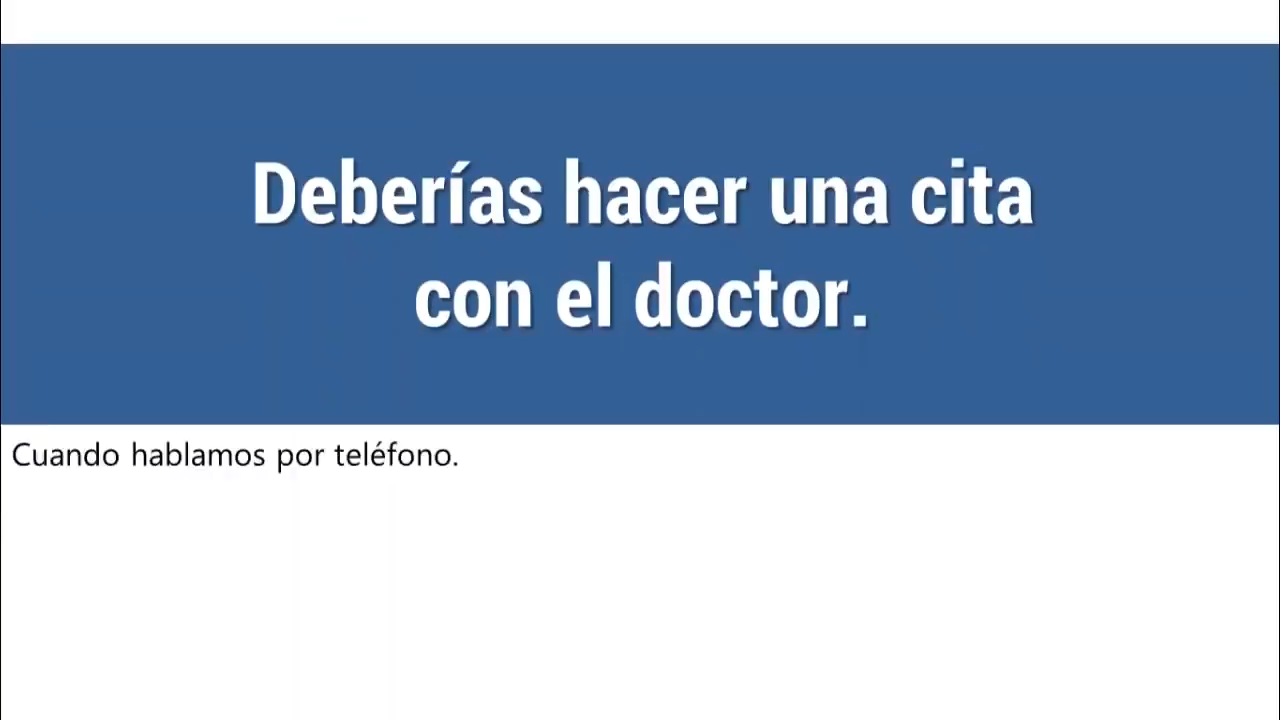 Deberías hacer una cita
con el doctor.
Cuando hablamos por teléfono.